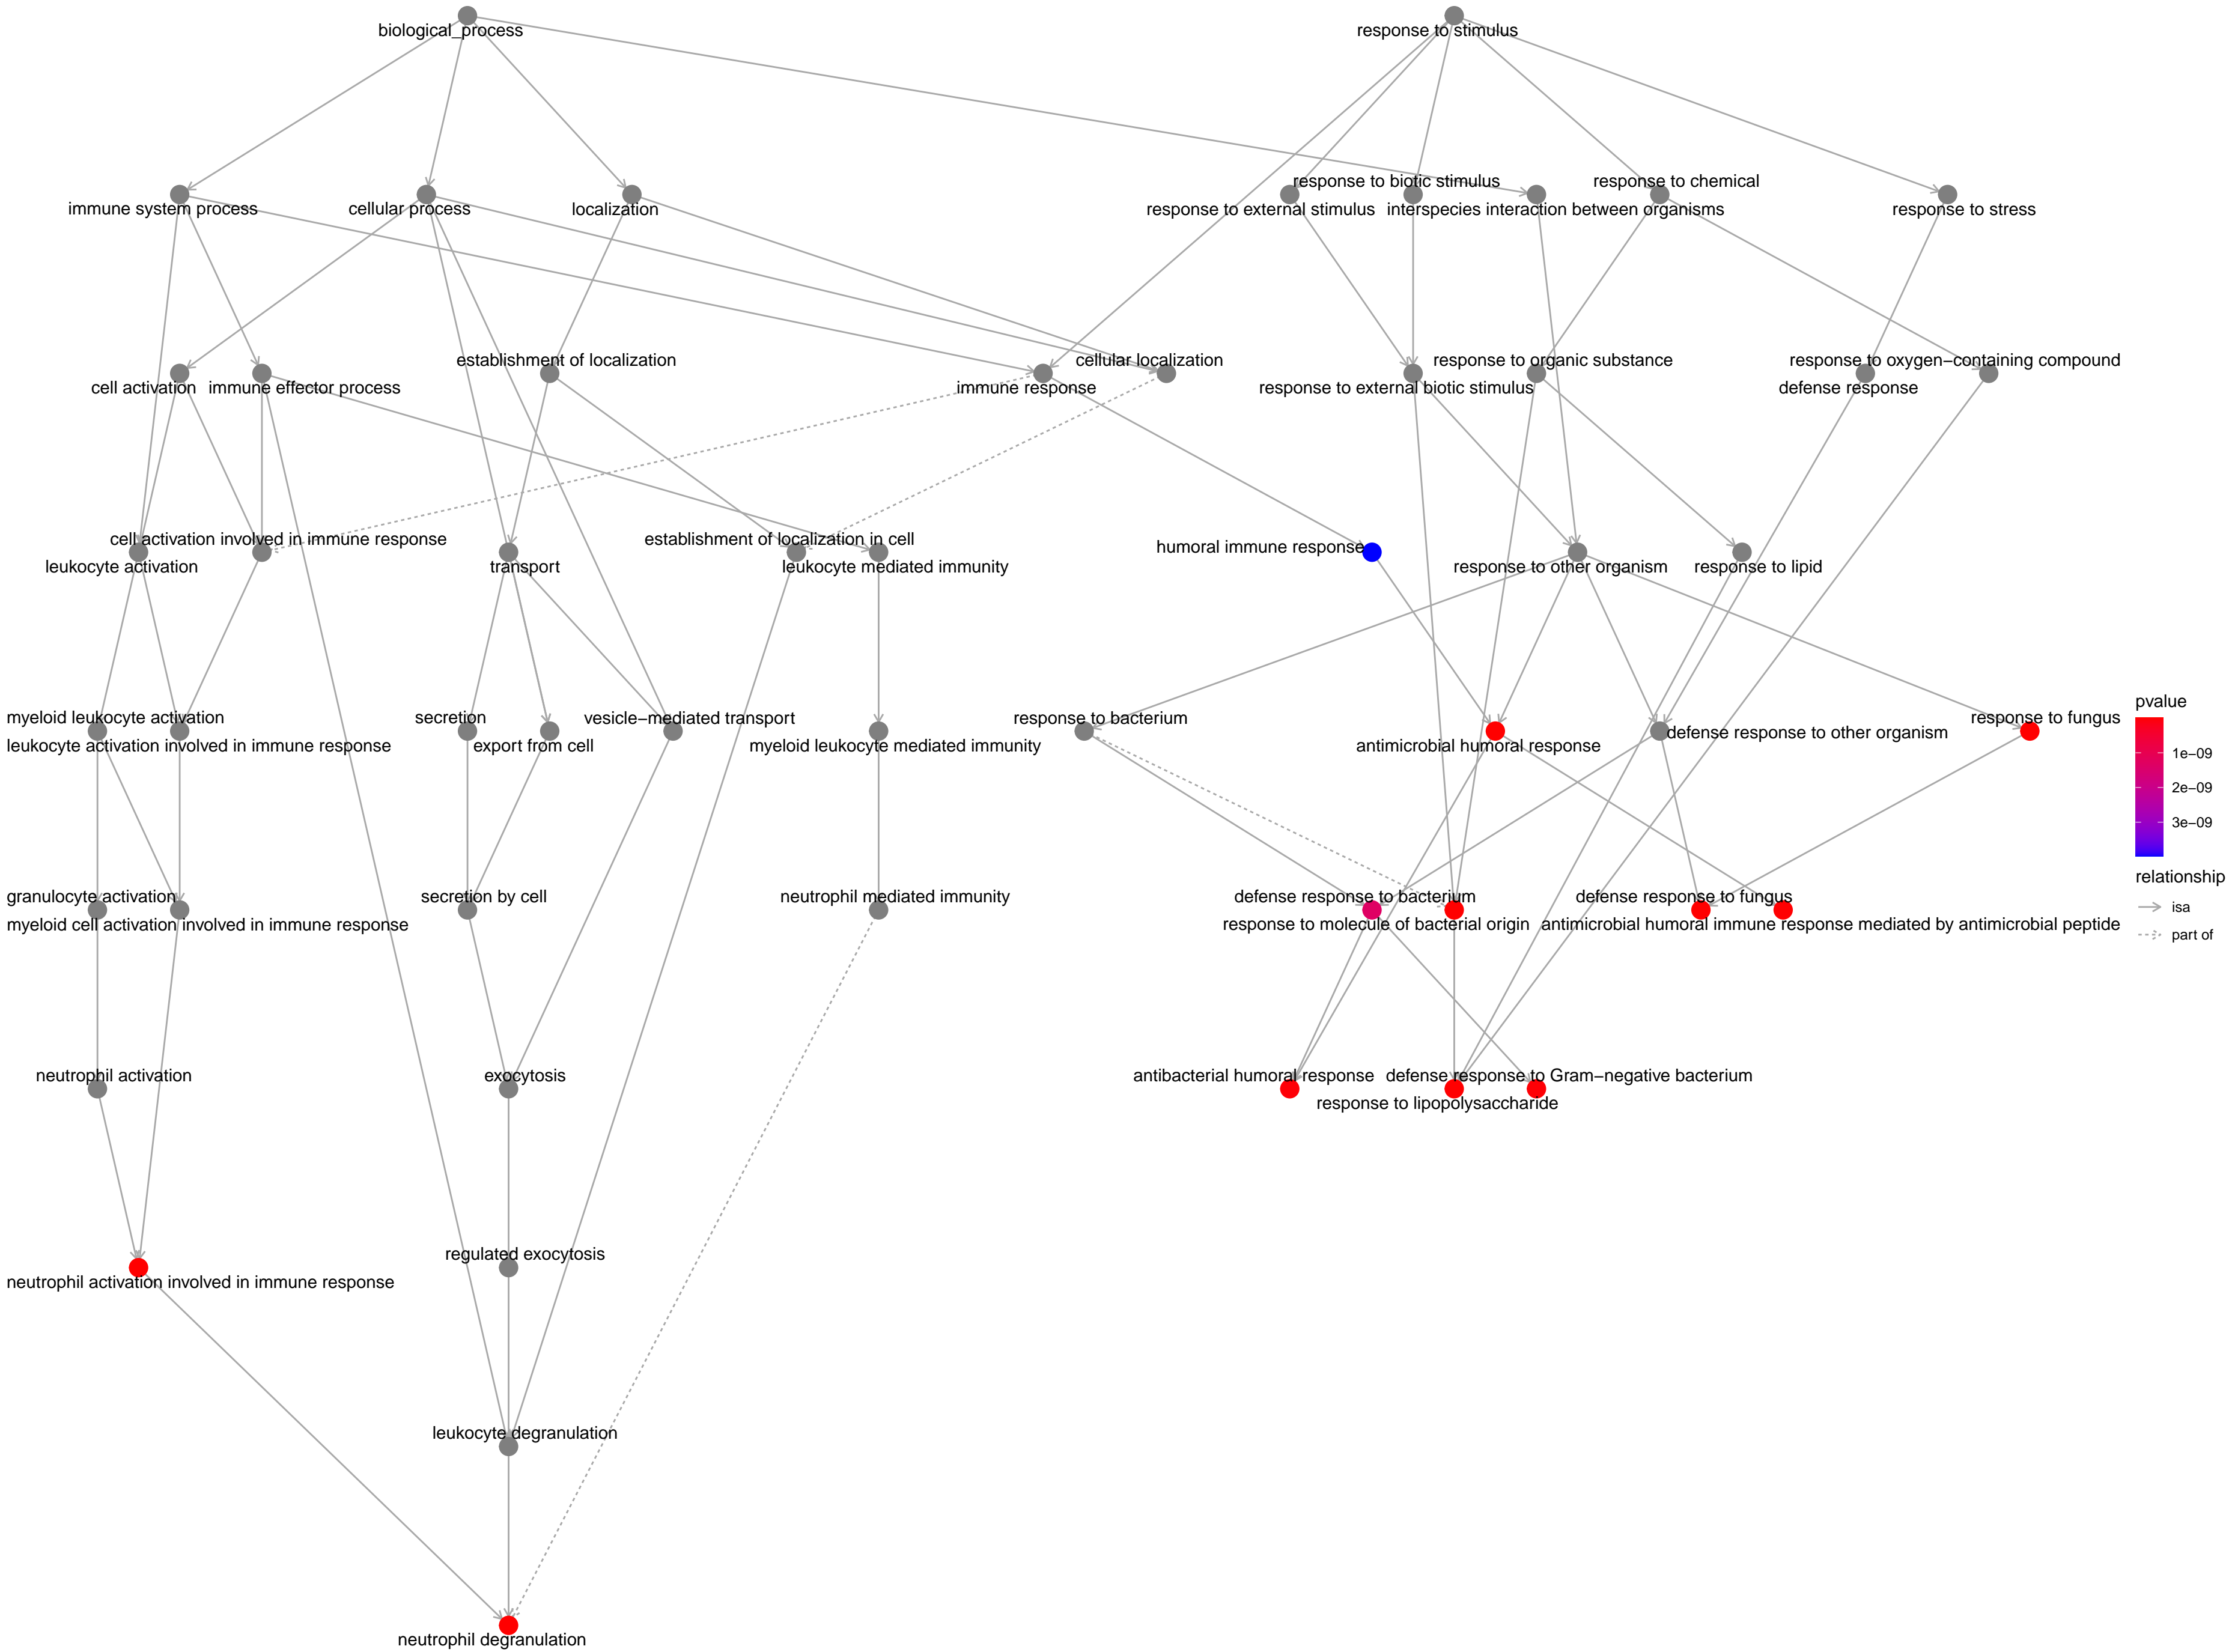 biological_process
response to stimulus
response to biotic stimulus
response to chemical
immune system process
cellular process
localization
response to external stimulus
interspecies interaction between organisms
response to stress
establishment of localization
cellular localization
response to organic substance
response to oxygen−containing compound
cell activation
immune effector process
immune response
response to external biotic stimulus
defense response
cell activation involved in immune response
establishment of localization in cell
humoral immune response
leukocyte activation
transport
leukocyte mediated immunity
response to other organism
response to lipid
myeloid leukocyte activation
secretion
vesicle−mediated transport
response to bacterium
response to fungus
defense response to other organism
leukocyte activation involved in immune response
export from cell
myeloid leukocyte mediated immunity
antimicrobial humoral response
granulocyte activation
secretion by cell
neutrophil mediated immunity
defense response to bacterium
defense response to fungus
myeloid cell activation involved in immune response
response to molecule of bacterial origin
antimicrobial humoral immune response mediated by antimicrobial peptide
neutrophil activation
exocytosis
antibacterial humoral response
defense response to Gram−negative bacterium
response to lipopolysaccharide
regulated exocytosis
neutrophil activation involved in immune response
leukocyte degranulation
neutrophil degranulation
pvalue
1e−09
2e−09
3e−09
relationship
isa
part of